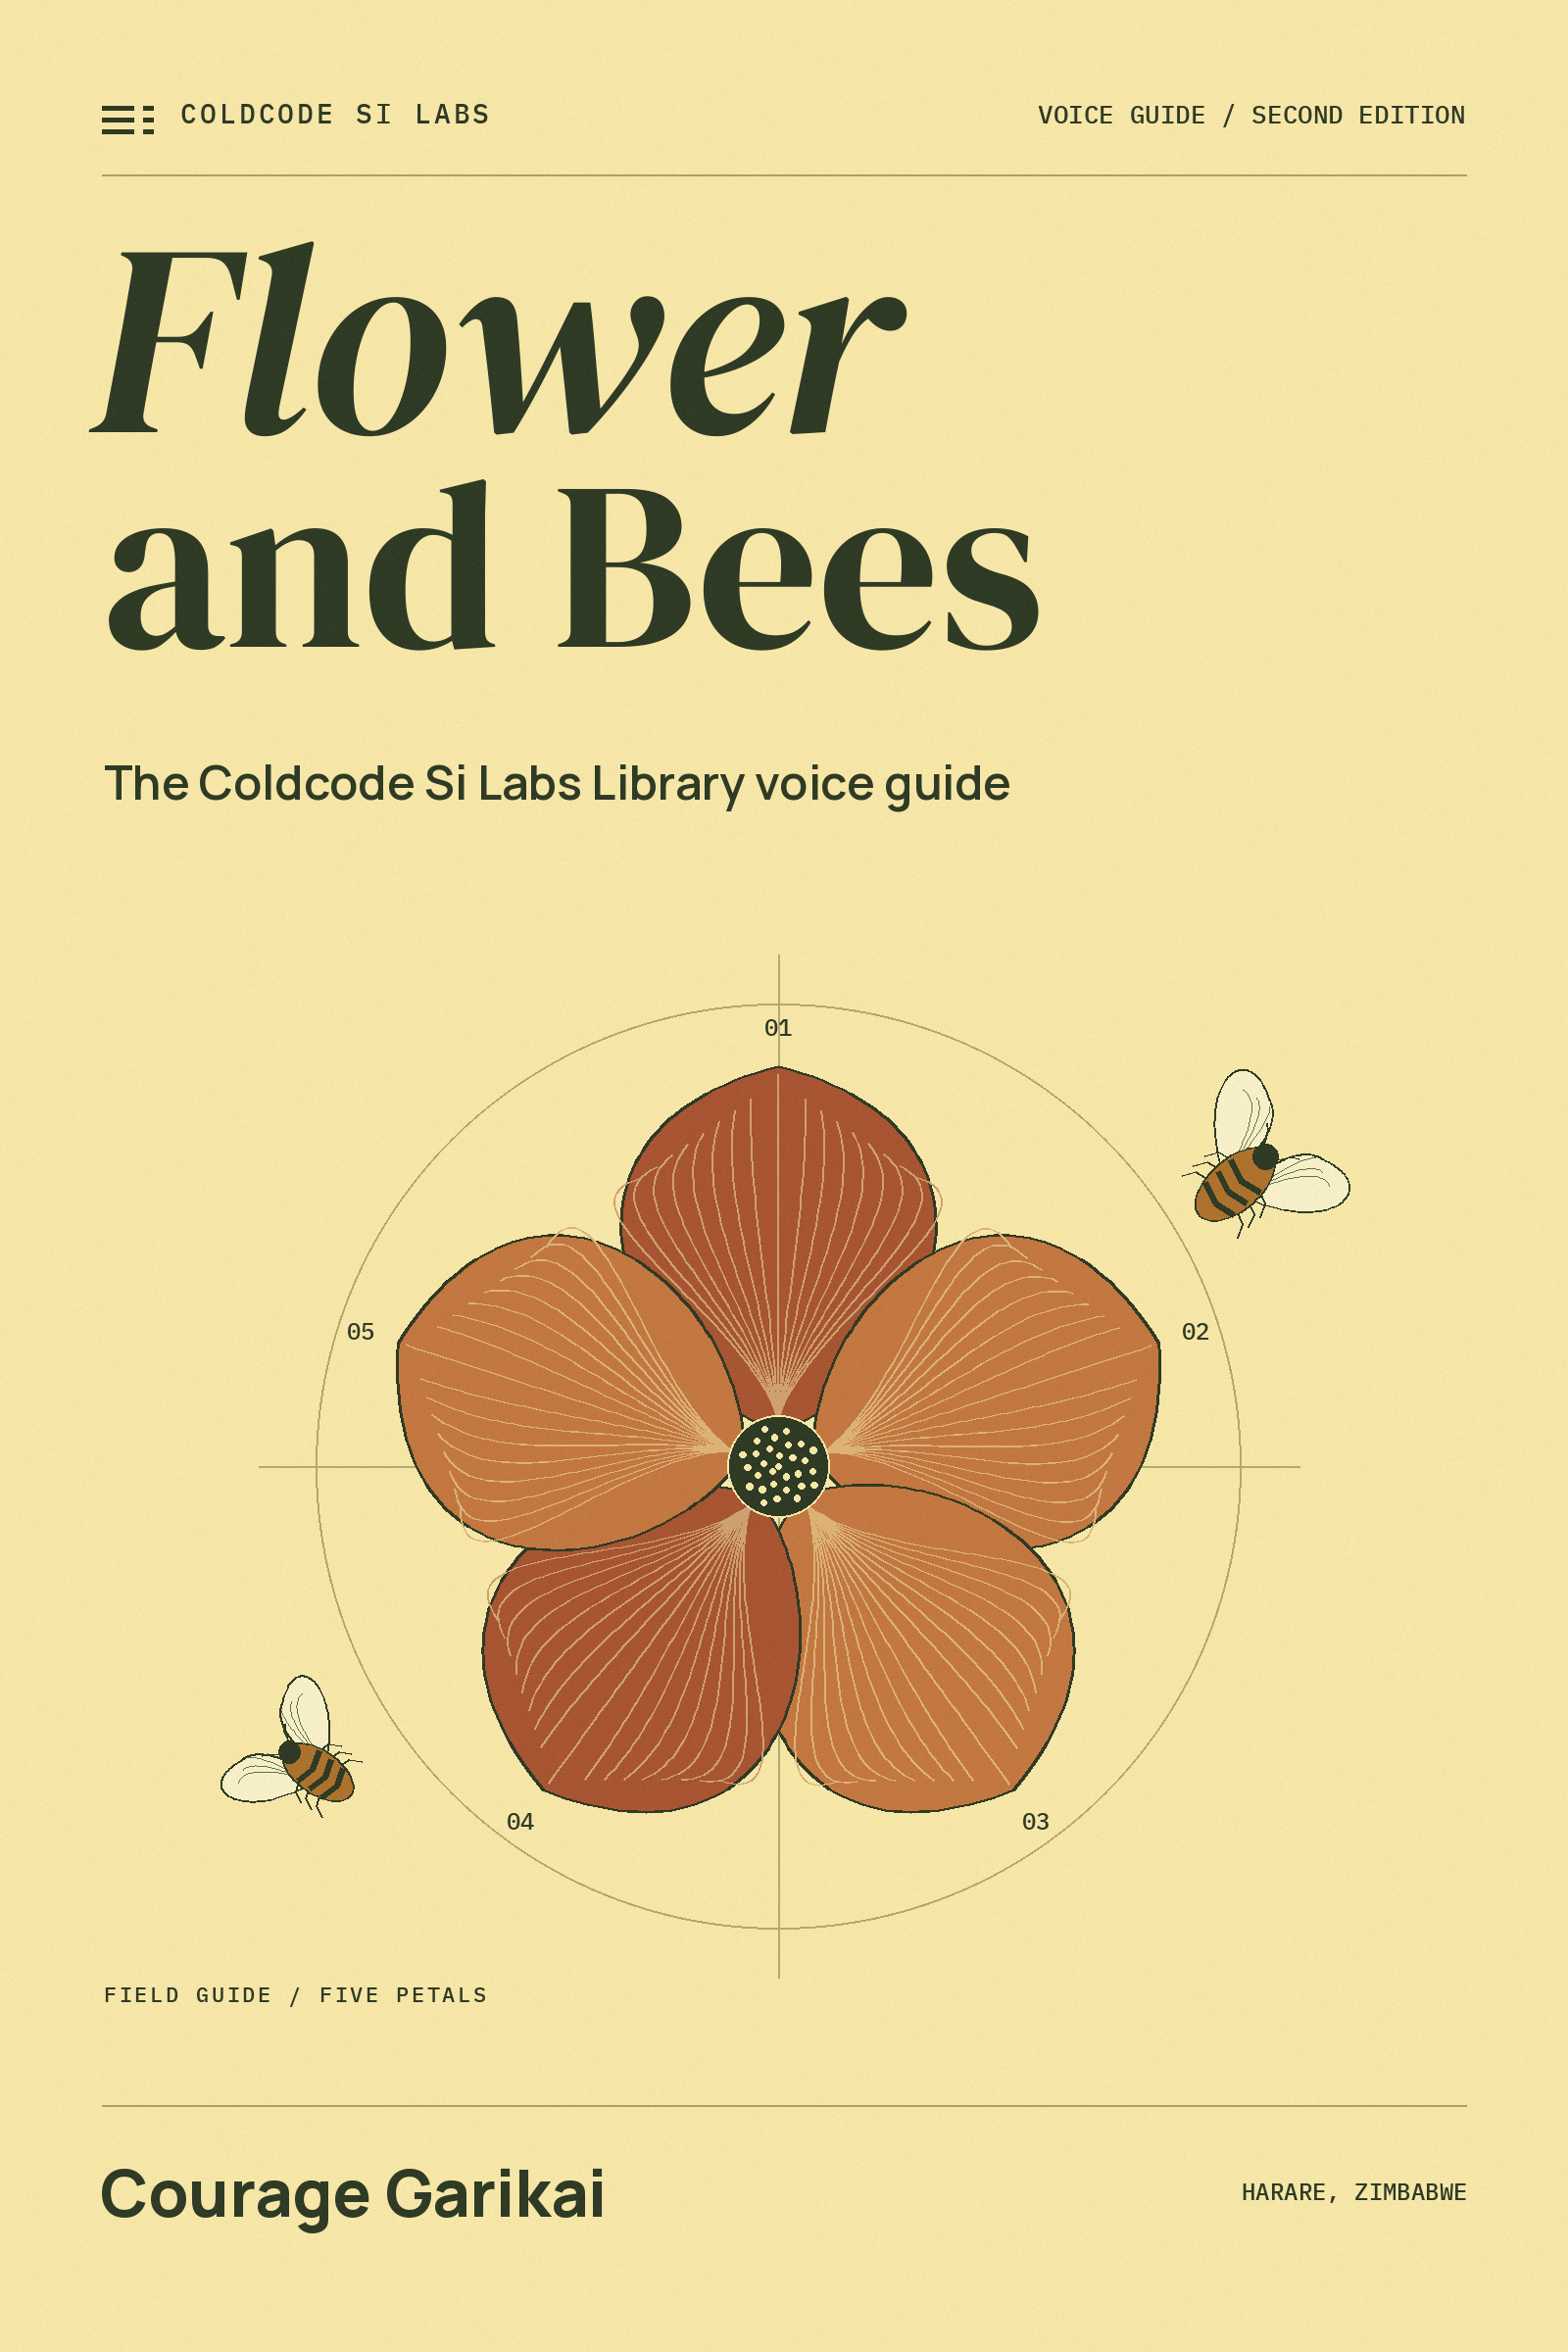 COLDCODE SI LABS
VOICE GUIDE / SECOND EDITION
Flower
and Bees
The Coldcode Si Labs Library voice guide
01
05
02
04
03
FIELD GUIDE / FIVE PETALS
Courage Garikai
HARARE, ZIMBABWE